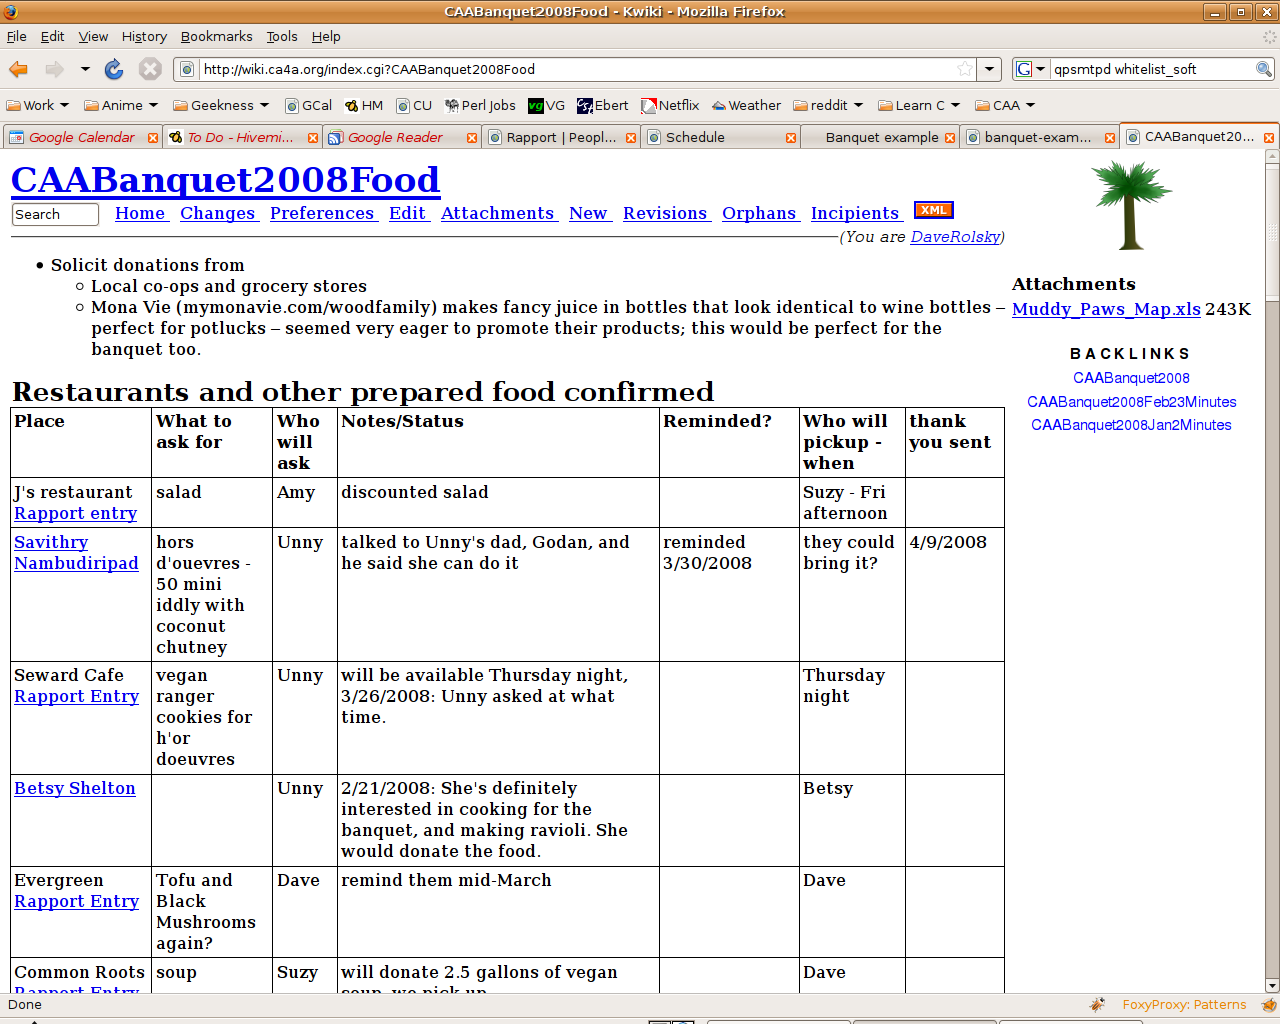 CAABanquet2008Food - Kwiki - Mozilla Firefox
File Edit View History Bookmarks Tools Help
http://wiki.ca4a.org/index.cgi?CAABanquet2008Food
G qpsmtpd whitelist_soft
Work Anime Geekness GCal HM CU Perl Jobs vg VG Ebert Netflix Weather reddit Learn C CAA
Google Calendar To Do - Hivemi... Google Reader Rapport | Peopl... Schedule Banquet example banquet-exam... CAABanquet20...
CAABanquet2008Food
Search Home Changes Preferences Edit Attachments New Revisions Orphans Incipients XML
(You are DaveRolsky)
• Solicit donations from
Local co-ops and grocery stores
Mona Vie (mymonavie.com/woodfamily) makes fancy juice in bottles that look identical to wine bottles –
perfect for potlucks – seemed very eager to promote their products; this would be perfect for the
banquet too.
Attachments
Muddy_Paws_Map.xls 243K
BACKLINKS
CAABanquet2008
CAABanquet2008Feb23Minutes
CAABanquet2008Jan2Minutes
Restaurants and other prepared food confirmed
Place
What to
ask for
Who
will
ask
Notes/Status
Reminded?
Who will
pickup -
when
thank
you sent
J's restaurant
Rapport entry
salad
Amy
discounted salad
Suzy - Fri
afternoon
Savithry
Nambudiripad
hors
d'ouevres -
50 mini
iddly with
coconut
chutney
Unny
talked to Unny's dad, Godan, and
he said she can do it
reminded
3/30/2008
they could
bring it?
4/9/2008
Seward Cafe
Rapport Entry
vegan
ranger
cookies for
h'or
doeuvres
Unny
will be available Thursday night,
3/26/2008: Unny asked at what
time.
Thursday
night
Betsy Shelton
Unny
2/21/2008: She's definitely
interested in cooking for the
banquet, and making ravioli. She
would donate the food.
Betsy
Evergreen
Rapport Entry
Tofu and
Black
Mushrooms
again?
Dave
remind them mid-March
Dave
Common Roots
Rapport Entry
soup
Suzy
will donate 2.5 gallons of vegan
soup, we pick up
Dave
Done
FoxyProxy: Patterns